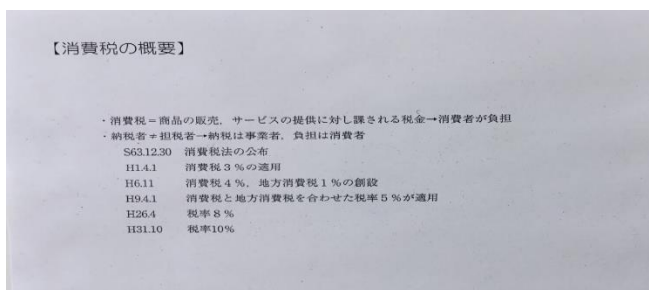 【消費税の概要】
・消費税＝商品の販売，サービスの提供に対し課される税金→消費者が負担
・納税者≠担税者→納税は事業者，負担は消費者
S63.12.30 消費税法の公布
H1.4.1 消費税３％の適用
H6.11 消費税４％，地方消費税１％の創設
H9.4.1 消費税と地方消費税を合わせた税率５％が適用
H26.4 税率８％
H31.10 税率10％